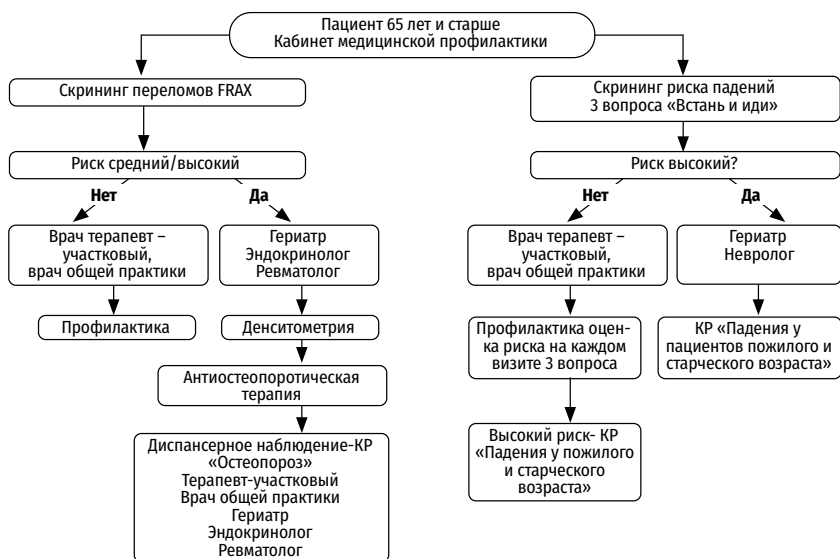 Пациент 65 лет и старше
Кабинет медицинской профилактики
Скрининг переломов FRAX
Риск средний/высокий
Нет
Да
Врач терапевт –
участковый,
врач общей практики
Профилактика
Гериатр
Эндокринолог
Ревматолог
Денситометрия
Антиостеопоротическая
терапия
Диспансерное наблюдение-КР
«Остеопороз»
Терапевт-участковый
Врач общей практики
Гериатр
Эндокринолог
Ревматолог
Скрининг риска падений
3 вопроса «Встань и иди»
Риск высокий?
Нет
Да
Врач терапевт –
участковый,
врач общей практики
Профилактика оцен-
ка риска на каждом
визите 3 вопроса
Высокий риск- КР
«Падения у пожилого
и старческого
возраста»
Гериатр
Невролог
КР «Падения у
пациентов пожилого и
старческого возраста»